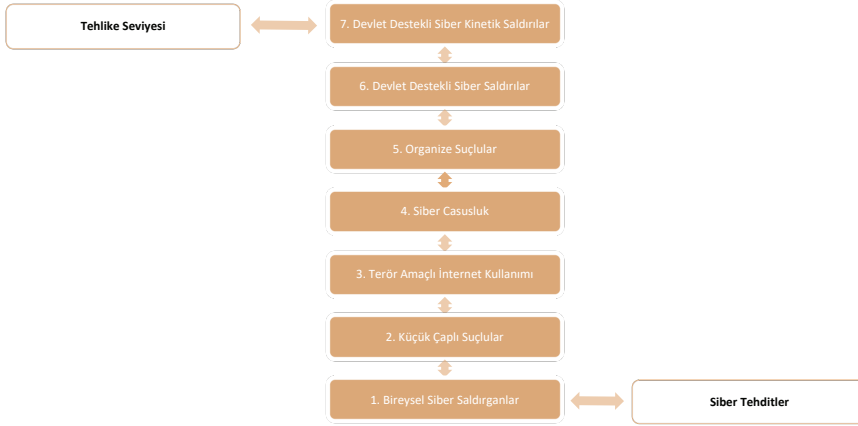 Tehlike Seviyesi
7. Devlet Destekli Siber Kinetik Saldırılar
6. Devlet Destekli Siber Saldırılar
5. Organize Suçlular
4. Siber Casusluk
3. Terör Amaçlı İnternet Kullanımı
2. Küçük Çaplı Suçlular
1. Bireysel Siber Saldırganlar
Siber Tehditler